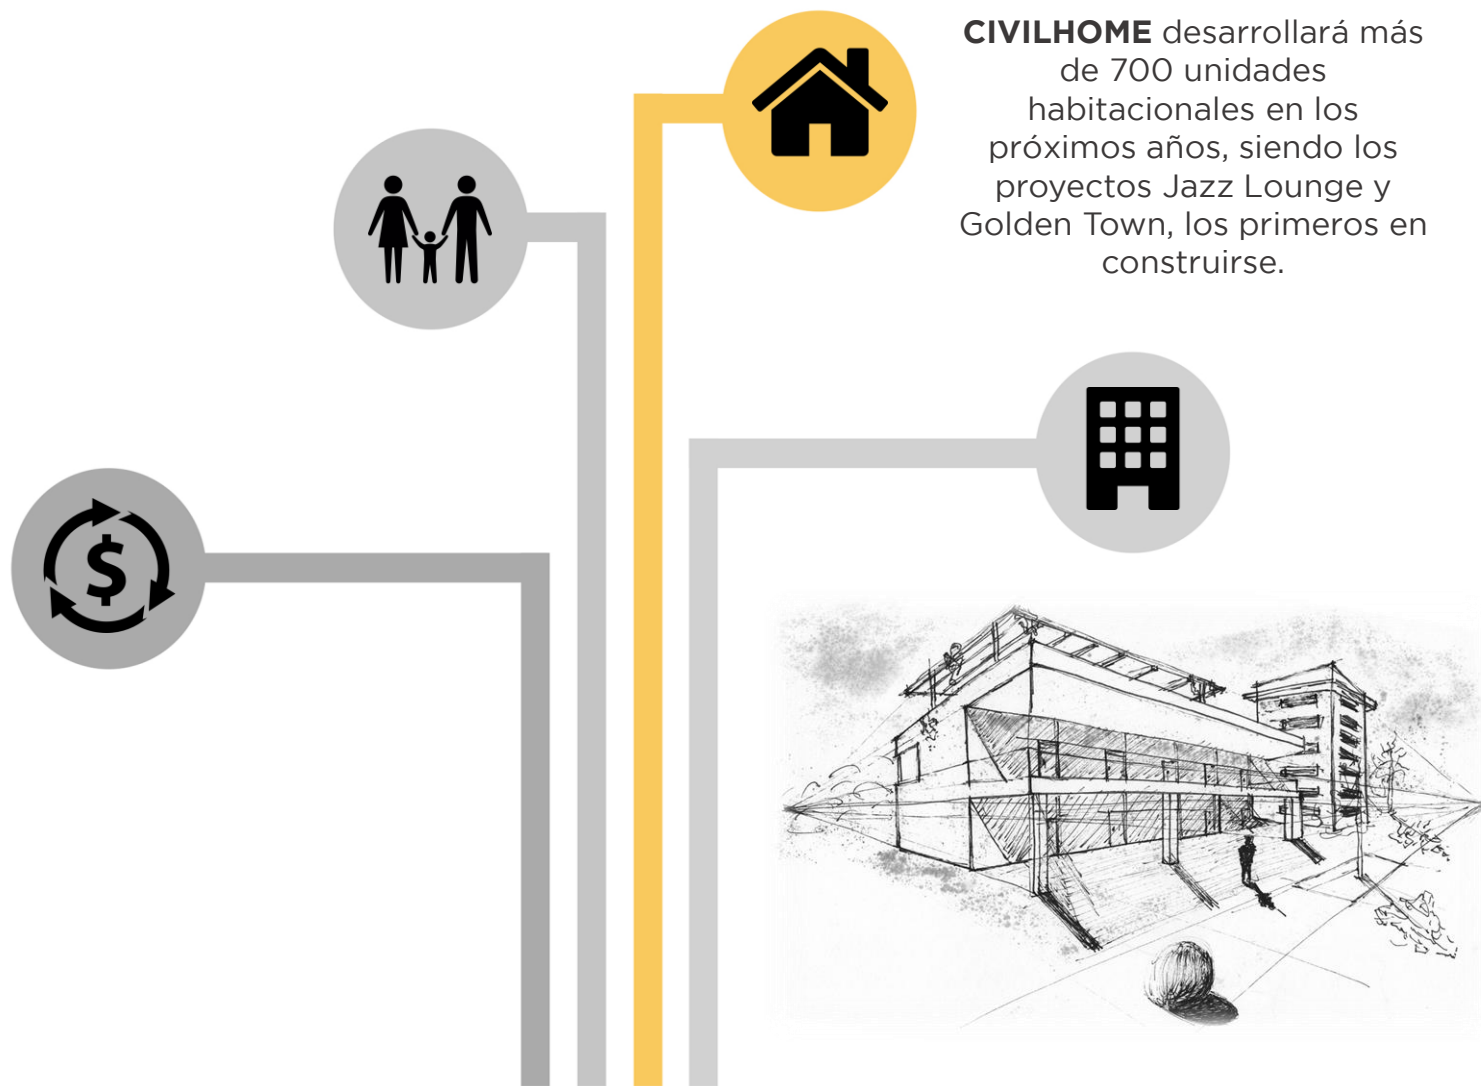 CIVILHOME desarrollará más
de 700 unidades
habitacionales en los
próximos años, siendo los
proyectos Jazz Lounge y
Golden Town, los primeros en
construirse.
$